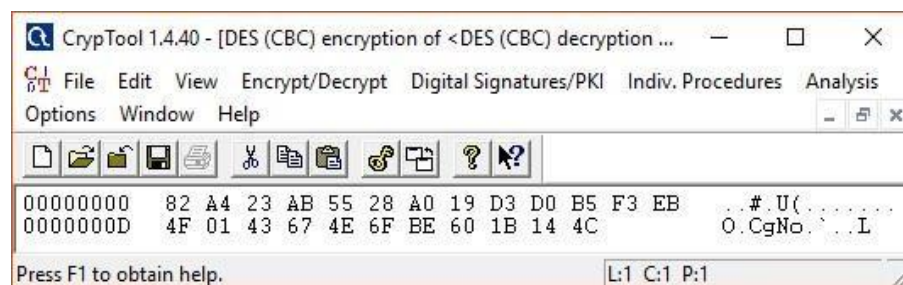 CrypTool 1.4.40 - [DES (CBC) encryption of <DES (CBC) decryption ...
File Edit View Encrypt/Decrypt Digital Signatures/PKI Indiv. Procedures Analysis
Options Window Help
00000000 82 A4 23 AB 55 28 A0 19 D3 D0 B5 F3 EB ..#.U(.......
0000000D 4F 01 43 67 4E 6F BE 60 1B 14 4C O.CgNo.`..L
Press F1 to obtain help. L:1 C:1 P:1